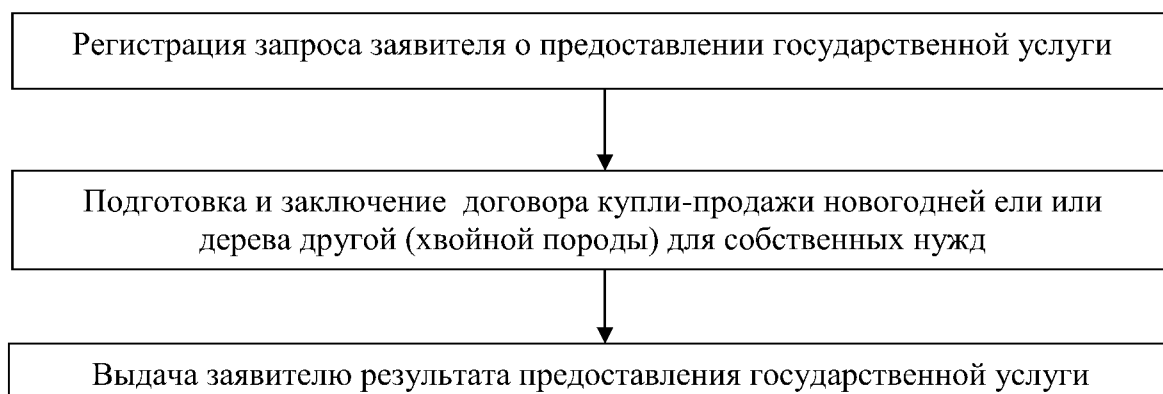 Регистрация запроса заявителя о предоставлении государственной услуги
Подготовка и заключение договора купли-продажи новогодней ели или
дерева другой (хвойной породы) для собственных нужд
Выдача заявителю результата предоставления государственной услуги